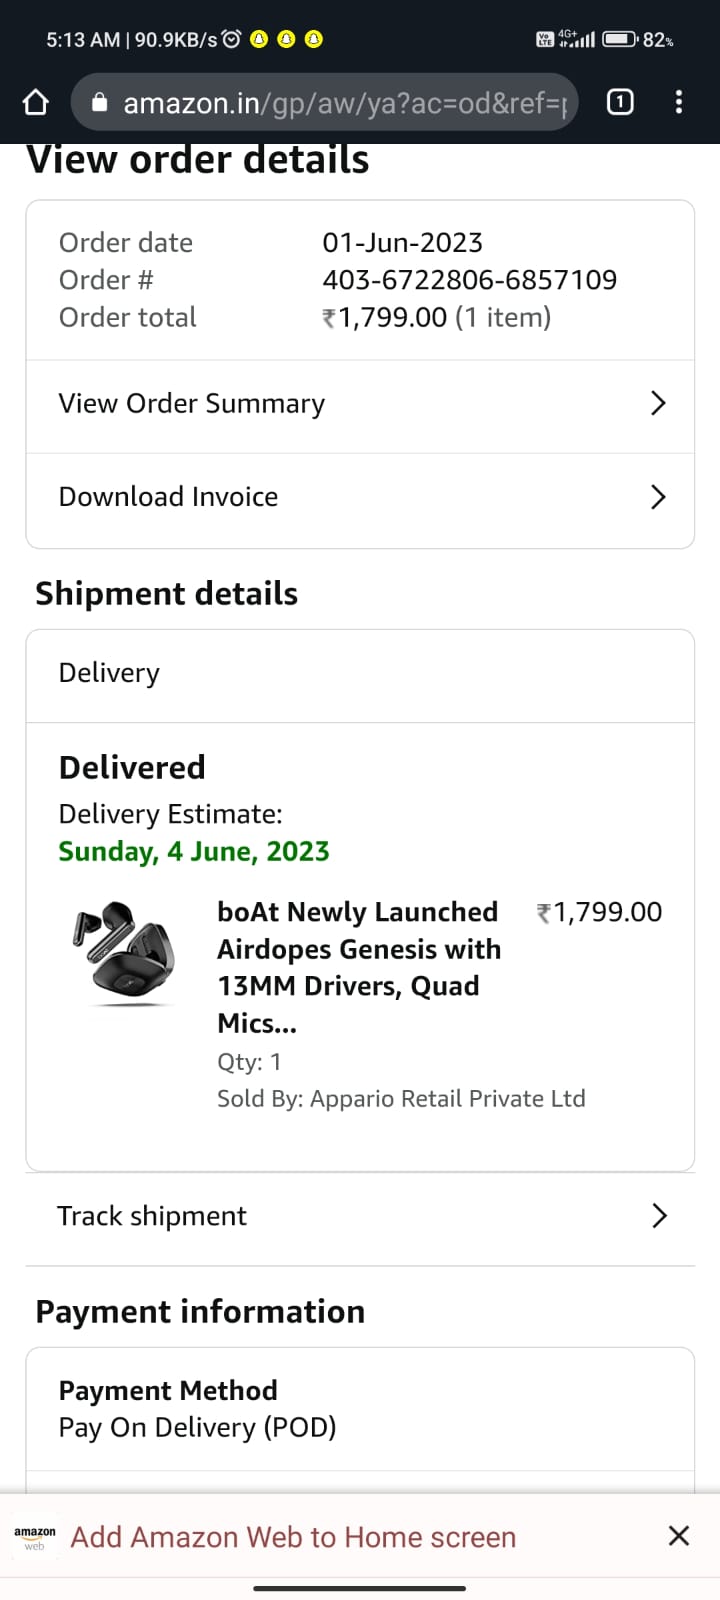 5:13 AM | 90.9KB/s
Vo LTE 4G+ 82%
amazon.in/gp/aw/ya?ac=od&ref=
1
View order details
Order date 01-Jun-2023
Order # 403-6722806-6857109
Order total ₹1,799.00 (1 item)
View Order Summary
Download Invoice
Shipment details
Delivery
Delivered
Delivery Estimate:
Sunday, 4 June, 2023
boAt Newly Launched ₹1,799.00
Airdopes Genesis with
13MM Drivers, Quad
Mics...
Qty: 1
Sold By: Appario Retail Private Ltd
Track shipment
Payment information
Payment Method
Pay On Delivery (POD)
amazon
web
Add Amazon Web to Home screen